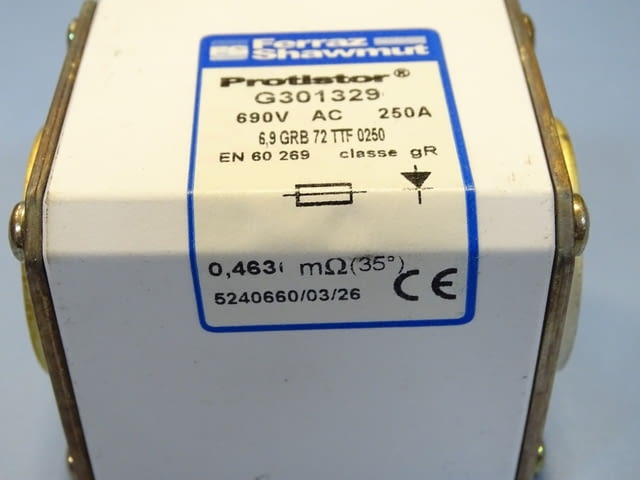 Ferraz
Shawmut
Protistor®
G301329
690V AC 250A
6,9 GRB 72 TTF 0250
EN 60 269 classe gR
0,463 mΩ(35°)
5240660/03/26 CE